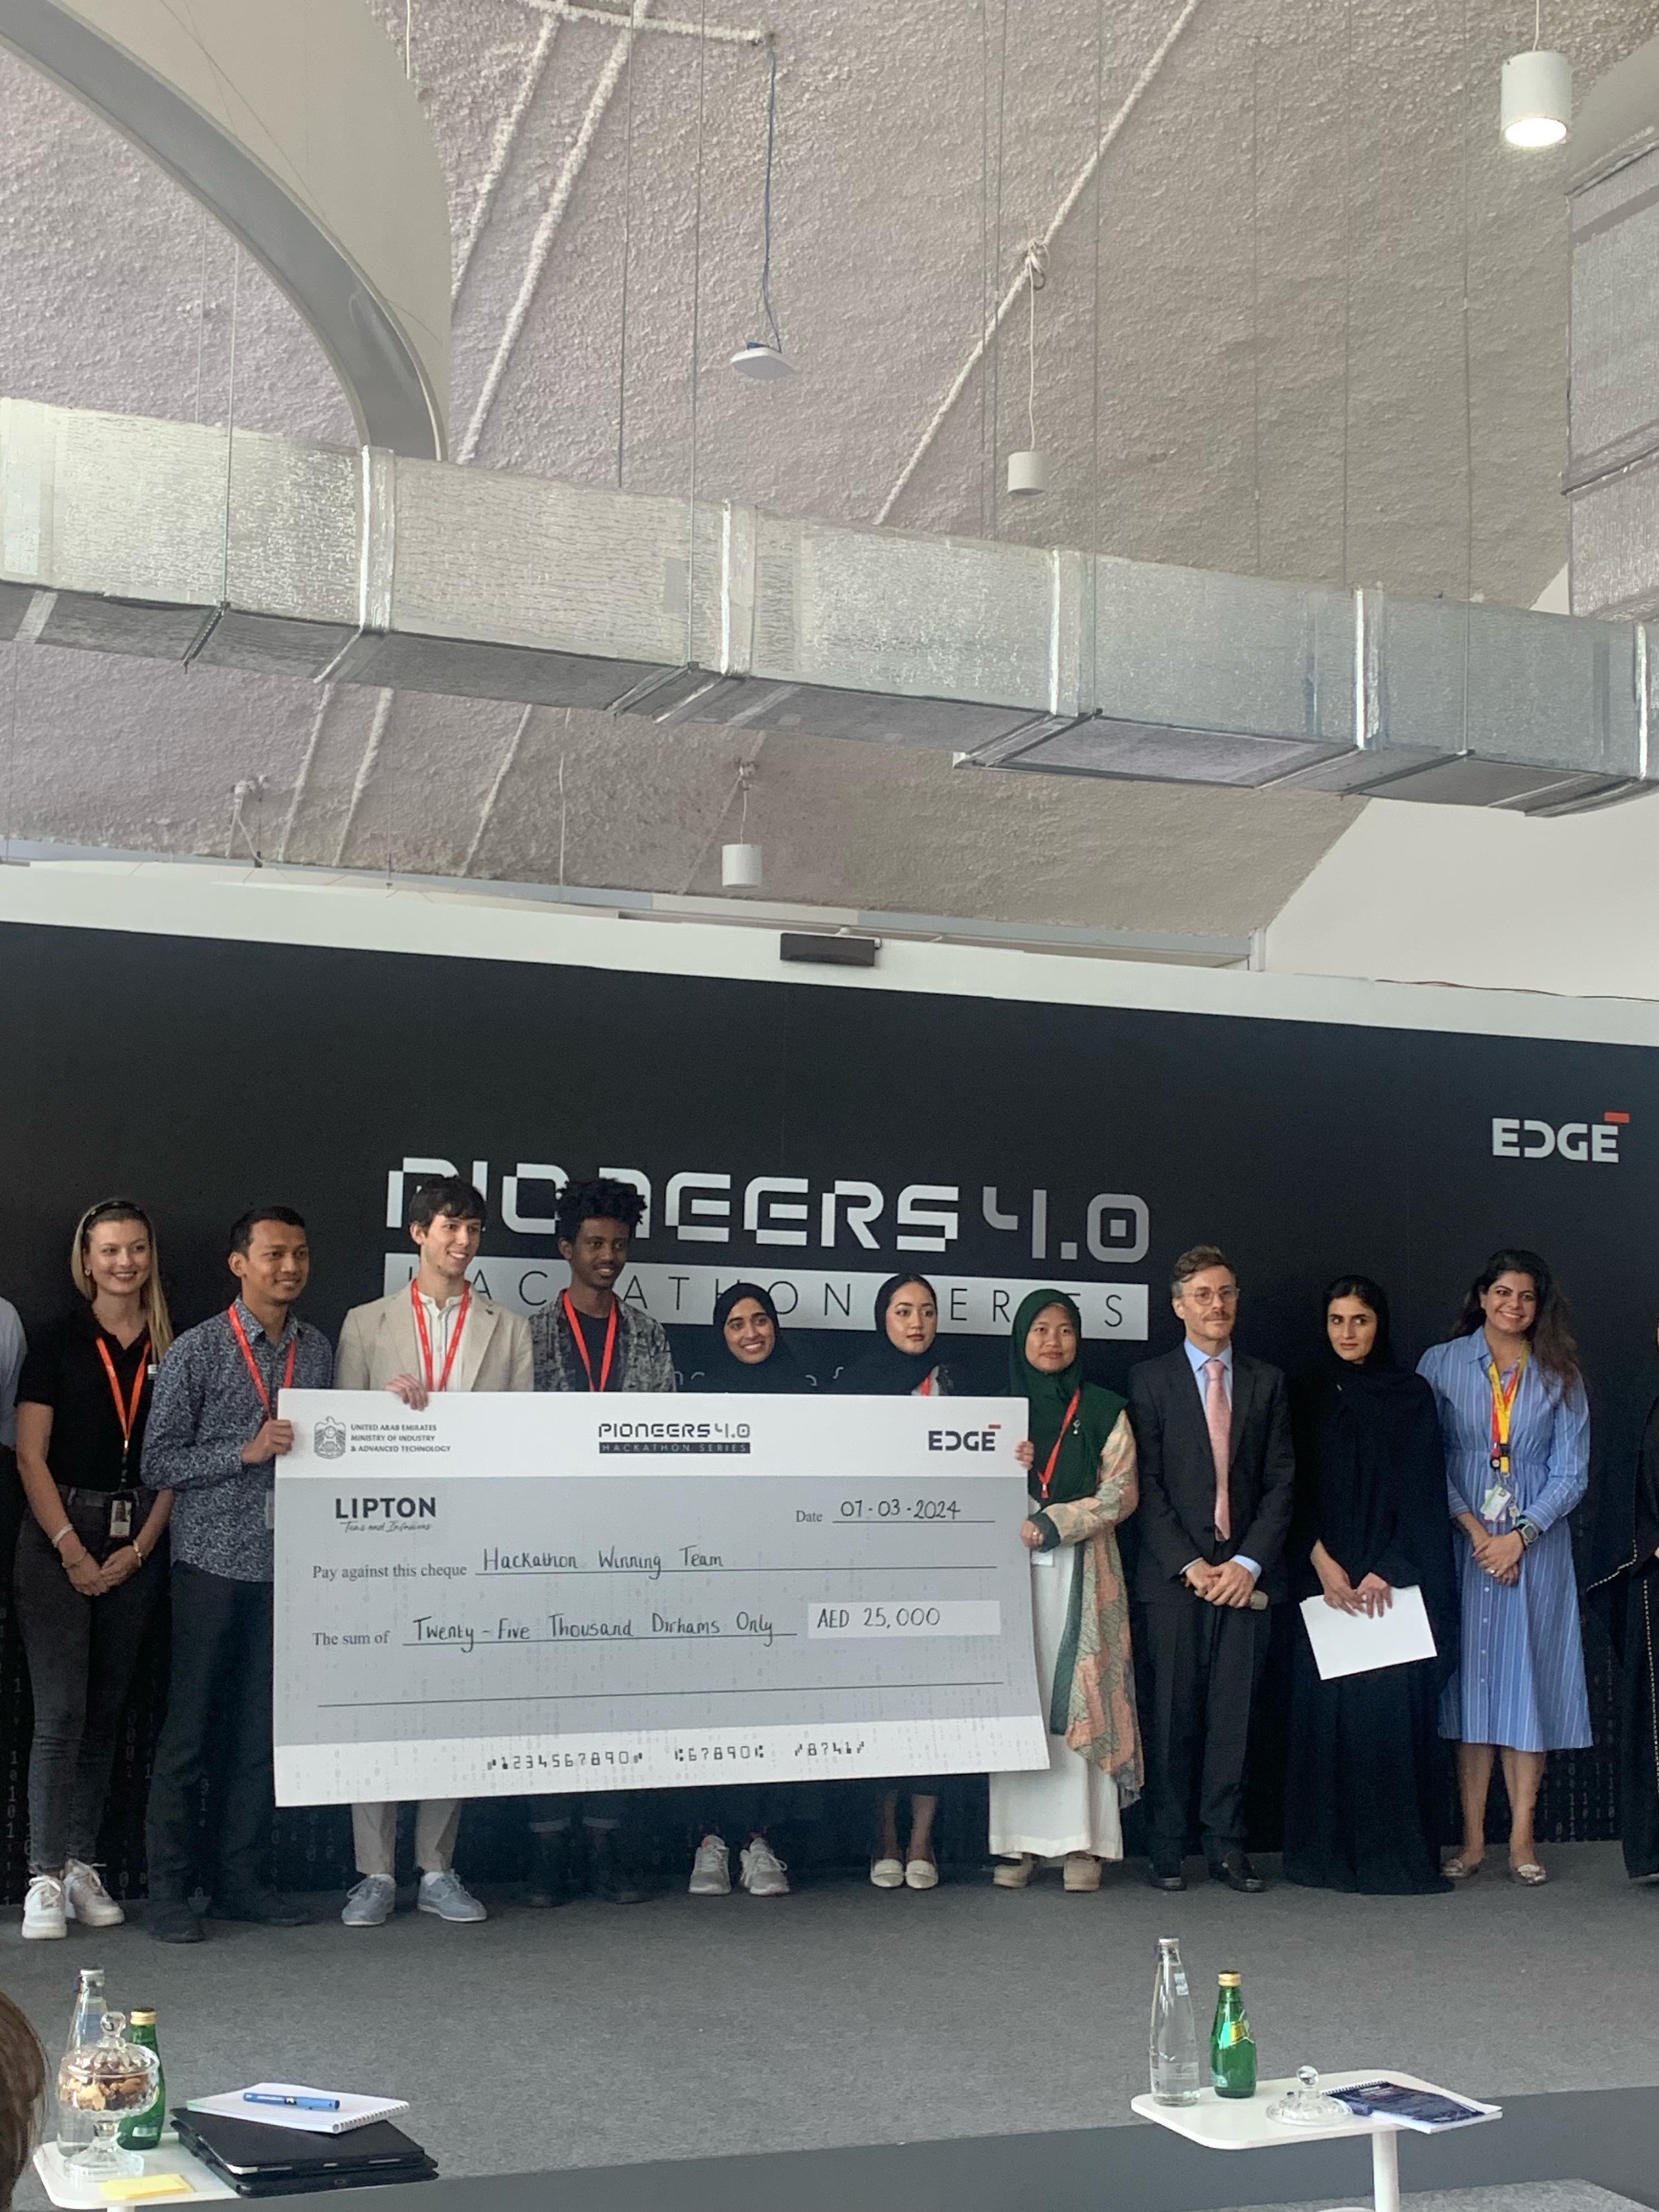 EDGE
PIONEERS 4.0
HACKATHON SERIES
UNITED ARAB EMIRATES
MINISTRY OF INDUSTRY
& ADVANCED TECHNOLOGY
PIONEERS 4.0
HACKATHON SERIES
EDGE
LIPTON
Teas and Infusions
Date 07-03-2024
Pay against this cheque Hackathon Winning Team
The sum of Twenty-Five Thousand Dirhams Only AED 25,000
⑈1234567890⑈ ⑆67890⑆ ⑇8741⑇